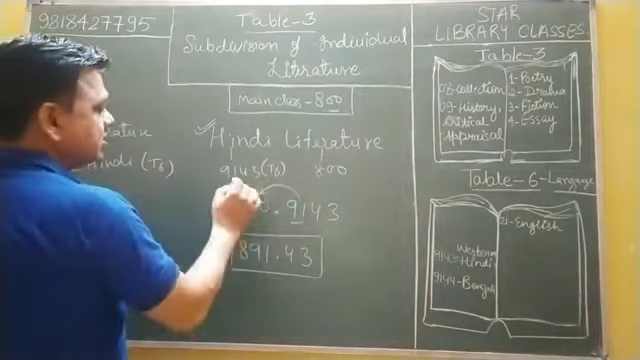 9818427795
Table-3
Subdivision of Individual
Literature
main class-800
Hindi Literature
9143(T6) 800
.9143
891.43
Hindi (T6)
STAR
LIBRARY CLASSES
Table-3
08-Collection
09-History,
Critical
Appraisal
1-Poetry
2-Drama
3-Fiction
4-Essay
Table-6-Language
Western
9143-Hindi
9144-Bengali
21-English